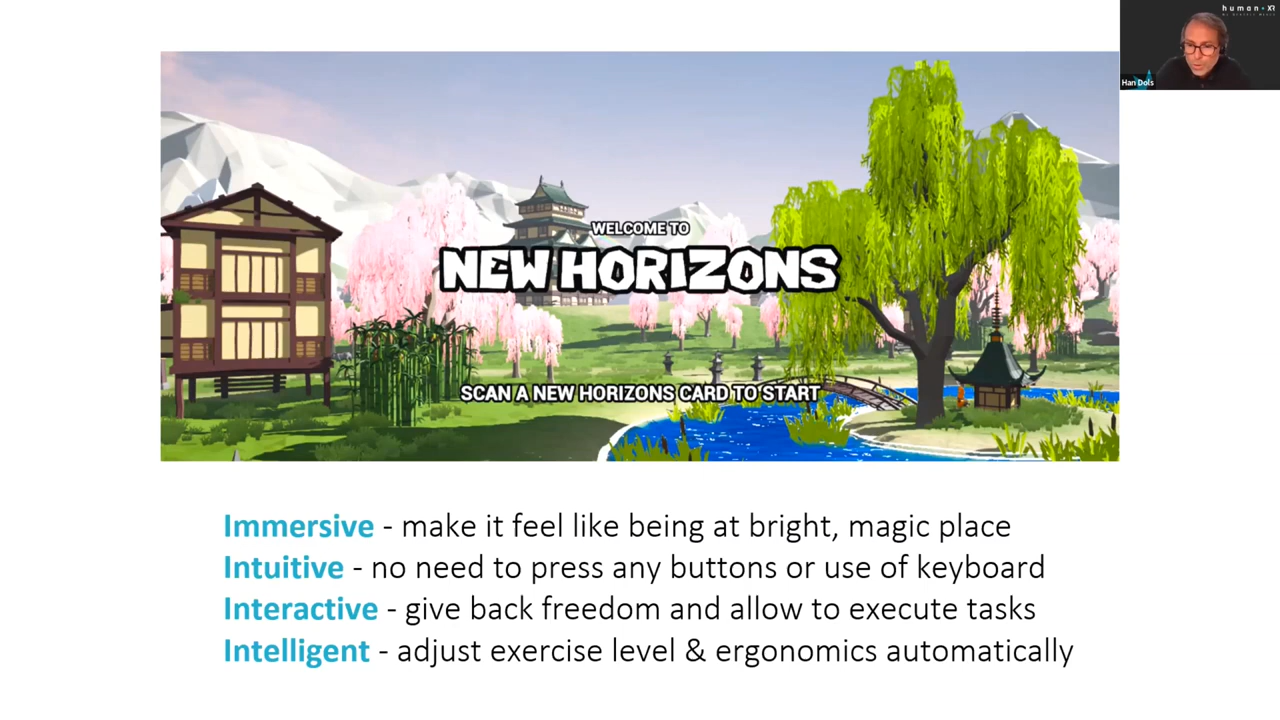 human•XR
Han Dols
WELCOME TO
NEW HORIZONS
SCAN A NEW HORIZONS CARD TO START
Immersive - make it feel like being at bright, magic place
Intuitive - no need to press any buttons or use of keyboard
Interactive - give back freedom and allow to execute tasks
Intelligent - adjust exercise level & ergonomics automatically